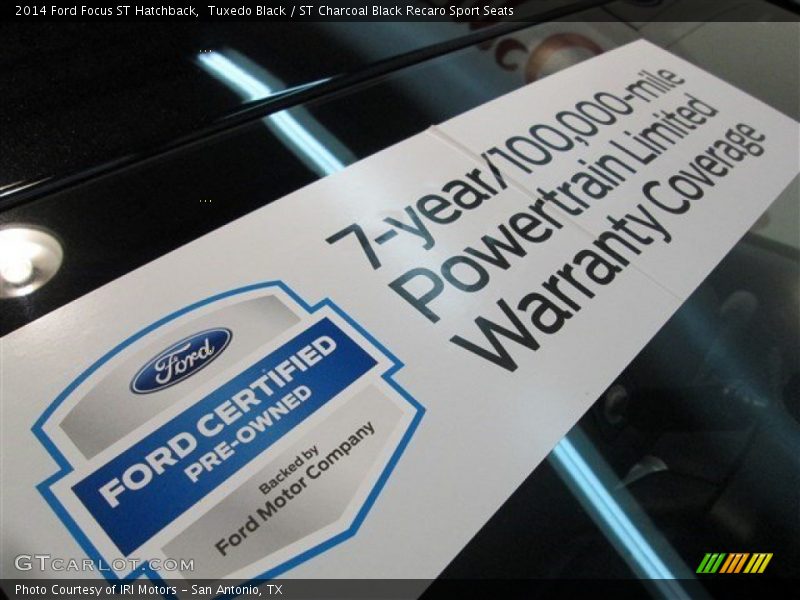 2014 Ford Focus ST Hatchback,  Tuxedo Black / ST Charcoal Black Recaro Sport Seats
7-year/100,000-mile
Powertrain Limited
Warranty Coverage
Ford
FORD CERTIFIED
PRE-OWNED
Backed by
Ford Motor Company
GTCARLOT.COM
Photo Courtesy of IRI Motors - San Antonio, TX